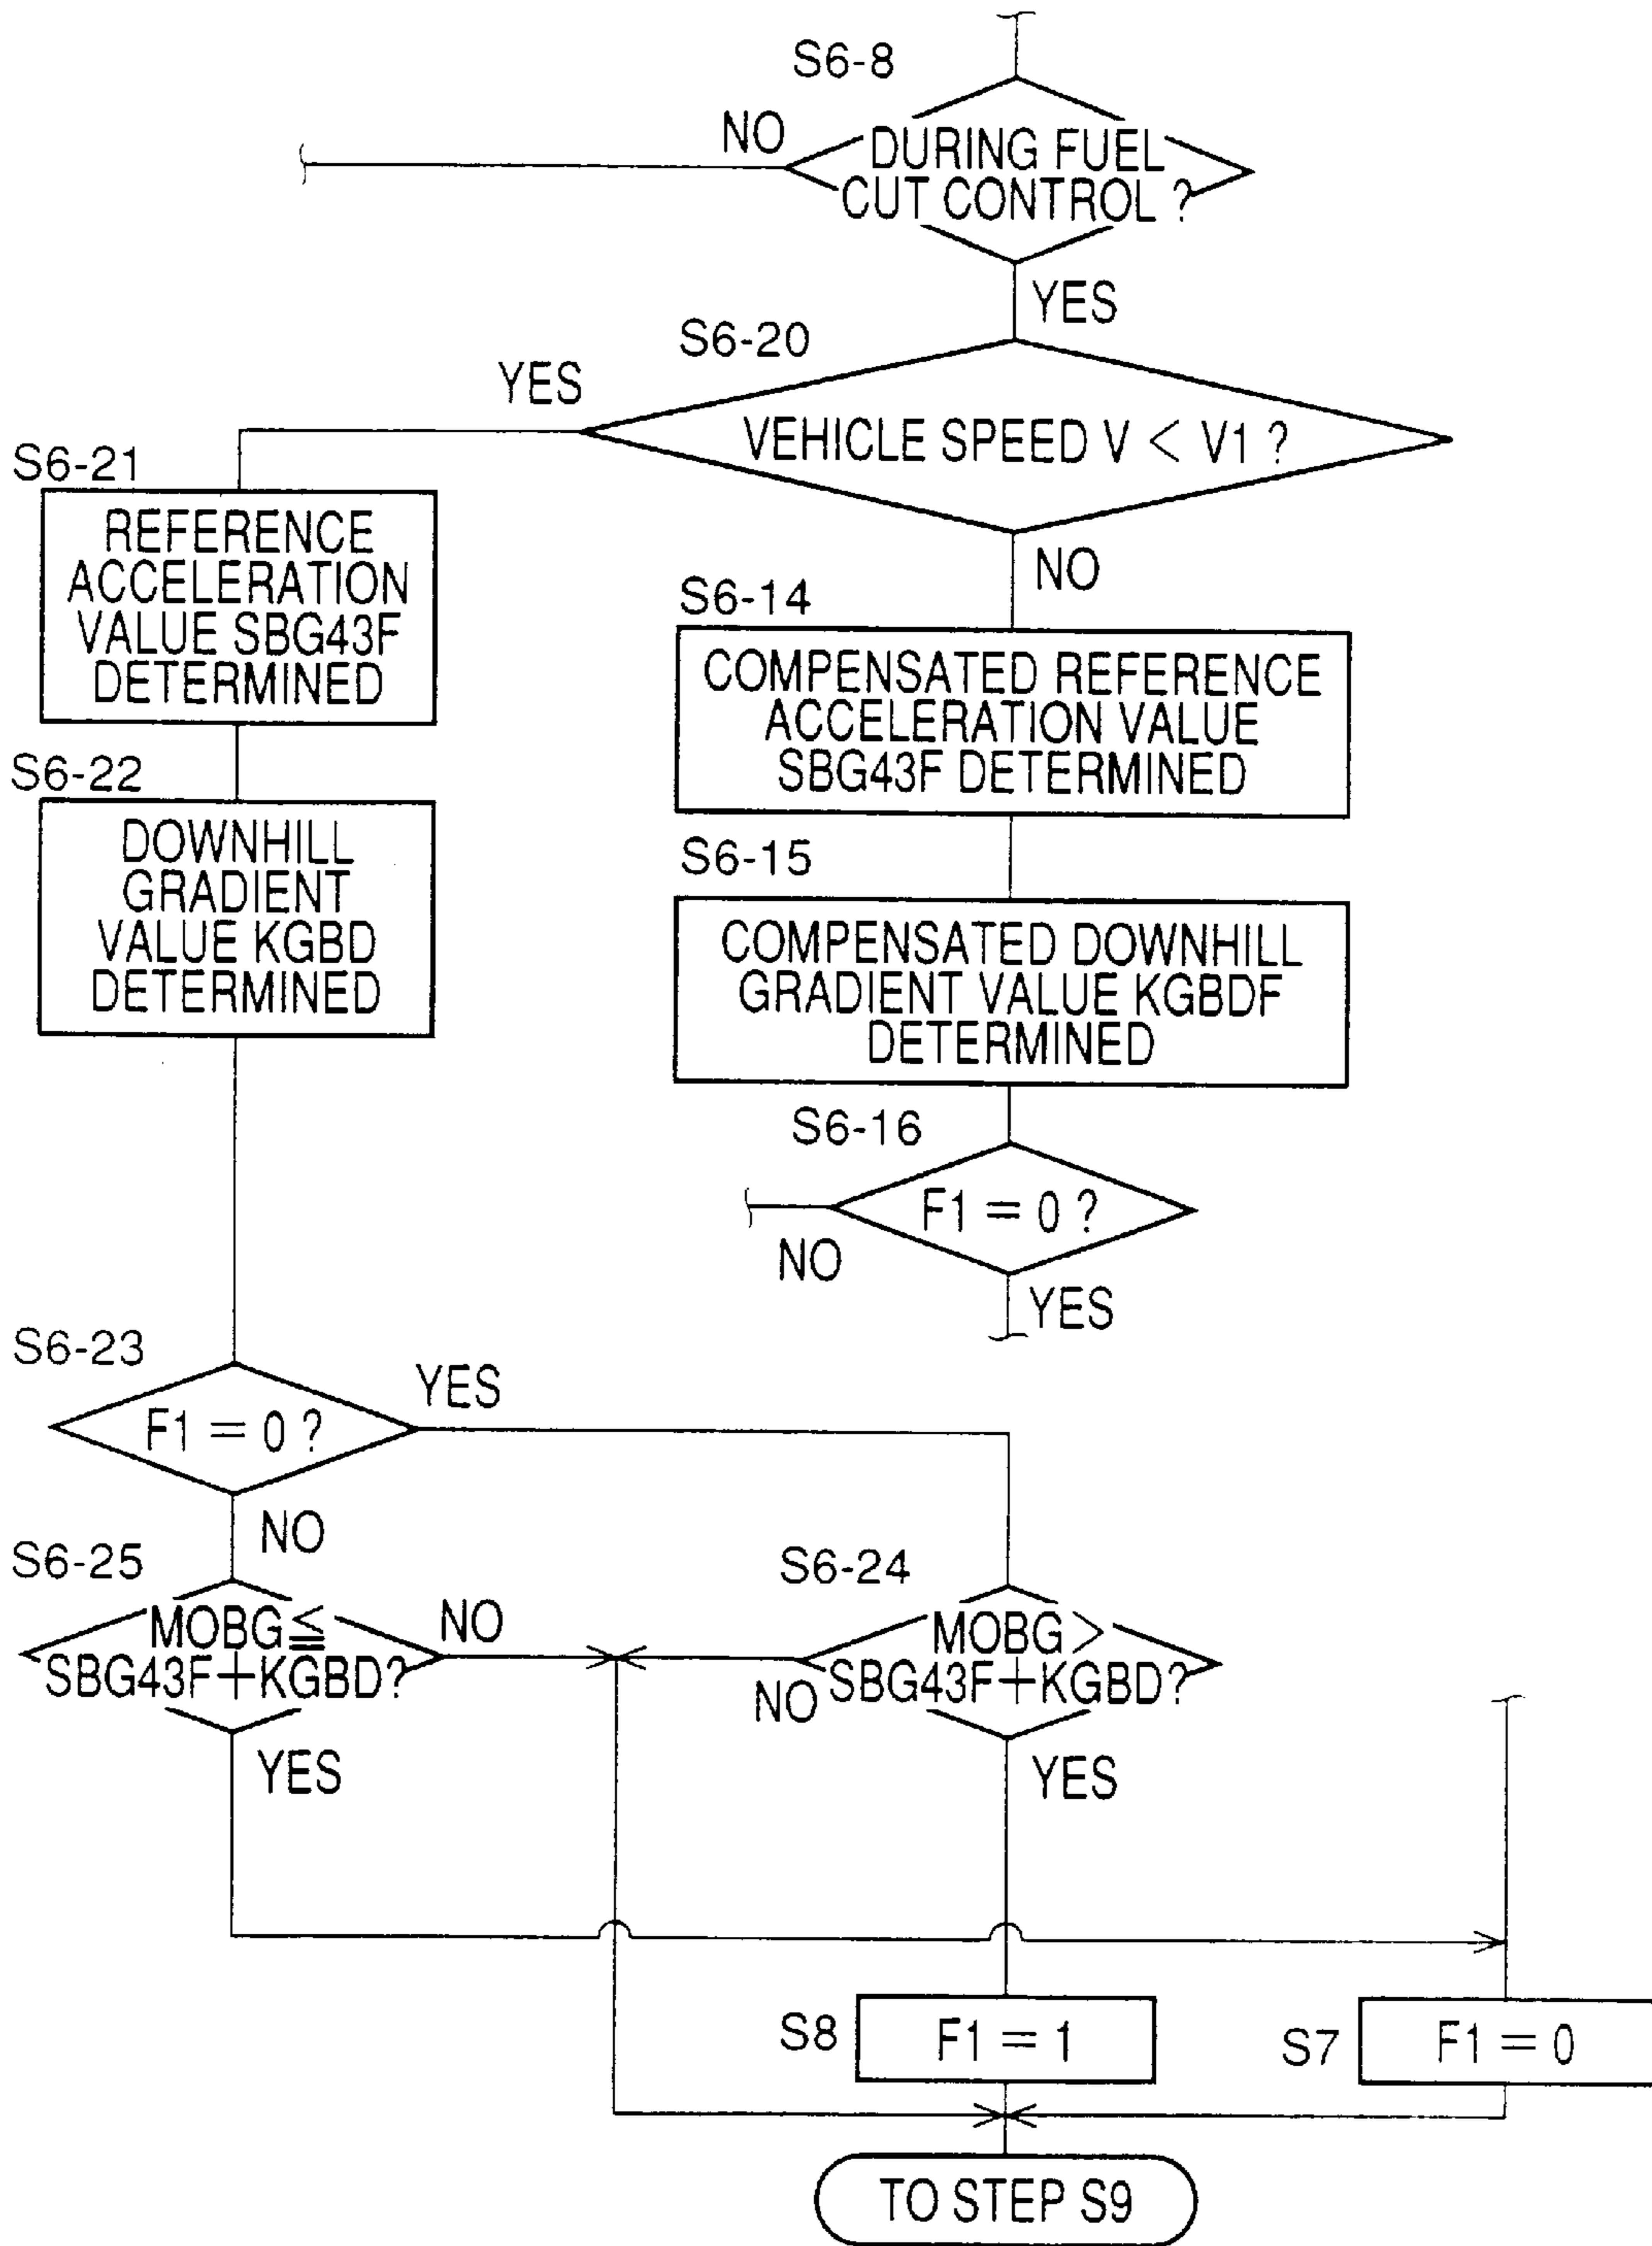 S6-8
NO
DURING FUEL
CUT CONTROL ?
YES
S6-20
YES
VEHICLE SPEED V < V1 ?
S6-21
REFERENCE
ACCELERATION
VALUE SBG43F
DETERMINED
NO
S6-14
COMPENSATED REFERENCE
ACCELERATION VALUE
SBG43F DETERMINED
S6-22
DOWNHILL
GRADIENT
VALUE KGBD
DETERMINED
S6-15
COMPENSATED DOWNHILL
GRADIENT VALUE KGBDF
DETERMINED
S6-16
F1 = 0 ?
NO
YES
S6-23
YES
F1 = 0 ?
NO
S6-25
MOBG ≦
SBG43F+KGBD?
NO
YES
S6-24
MOBG >
SBG43F+KGBD?
NO
YES
S8
F1 = 1
S7
F1 = 0
TO STEP S9